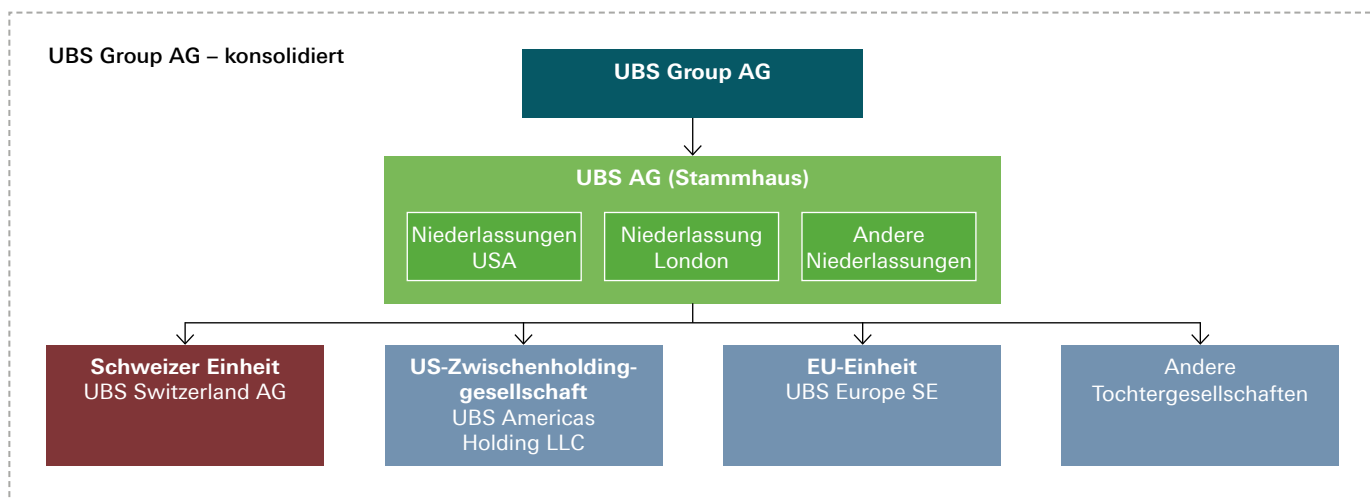 UBS Group AG – konsolidiert
UBS Group AG
UBS AG (Stammhaus)
Niederlassungen
USA
Niederlassung
London
Andere
Niederlassungen
Schweizer Einheit
UBS Switzerland AG
US-Zwischenholding-
gesellschaft
UBS Americas
Holding LLC
EU-Einheit
UBS Europe SE
Andere
Tochtergesellschaften